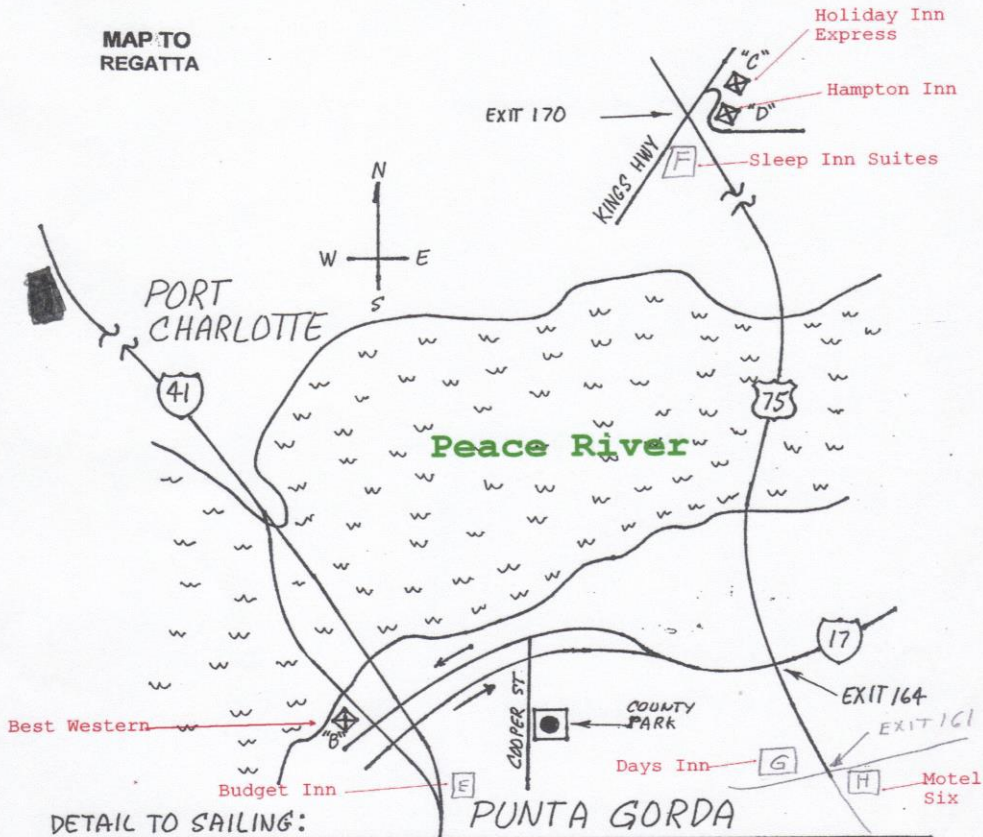 MAP TO
REGATTA
Holiday Inn
Express
"C"
Hampton Inn
"D"
EXIT 170
KINGS HWY
F
Sleep Inn Suites
N
W
E
S
PORT
CHARLOTTE
41
75
Peace River
17
EXIT 164
EXIT 161
COOPER ST
COUNTY
PARK
Best Western
"B"
Days Inn
G
H
Motel
Six
Budget Inn
E
PUNTA GORDA
DETAIL TO SAILING: